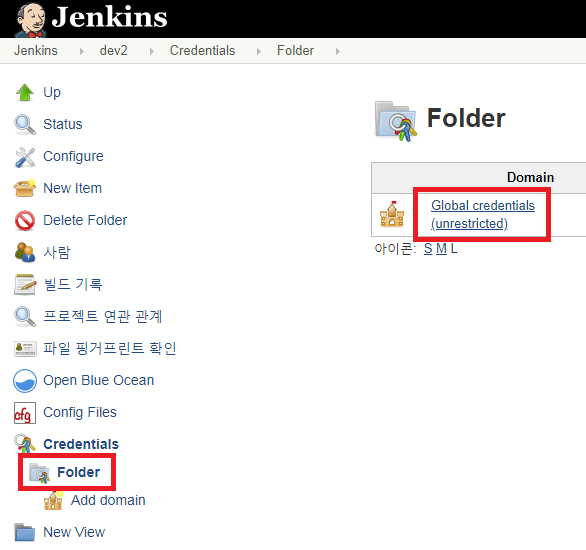 Jenkins
Jenkins dev2 Credentials Folder
Up
Status
Configure
New Item
Delete Folder
사람
빌드 기록
프로젝트 연관 관계
파일 핑거프린트 확인
Open Blue Ocean
cfg Config Files
Credentials
Folder
Add domain
New View
Folder
Domain
Global credentials
(unrestricted)
아이콘: S M L